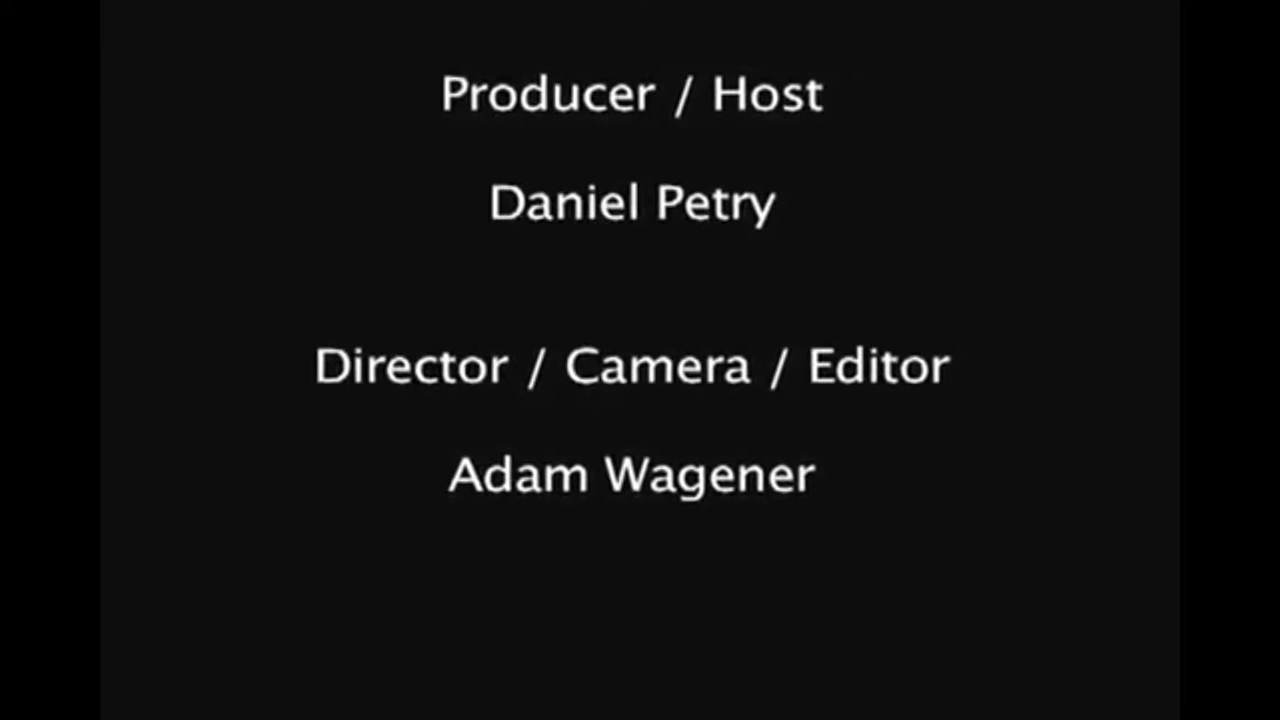 Producer / Host
Daniel Petry
Director / Camera / Editor
Adam Wagener